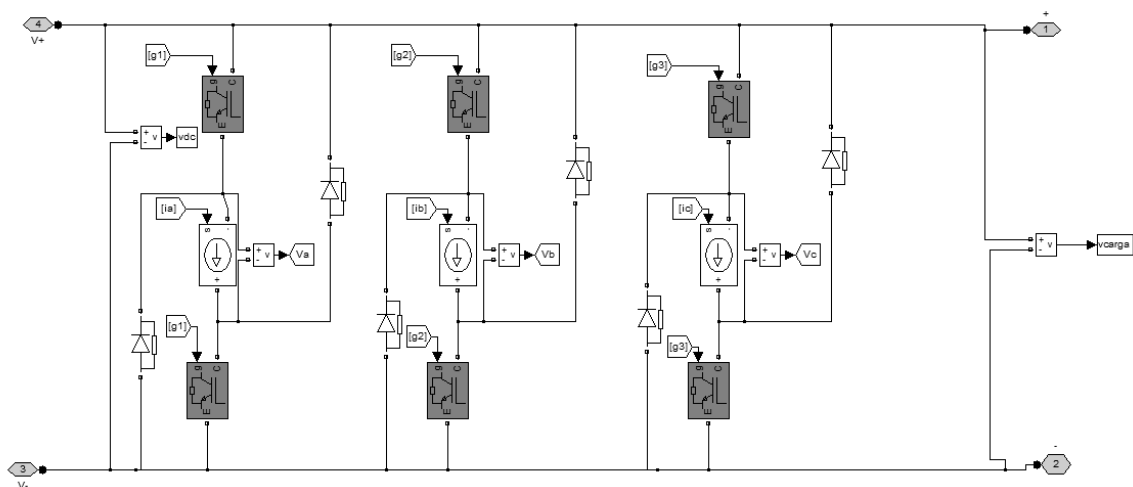 4
V+
+
1
[g1]
[g2]
[g3]
g
C
E
g
C
E
g
C
E
+
-
v
vdc
[ia]
s
-
+
+
-
v
Va
[ib]
s
-
+
+
-
v
Vb
[ic]
s
-
+
+
-
v
Vc
+
-
v
vcarga
[g1]
[g2]
[g3]
g
C
E
g
C
E
g
C
E
3
V-
-
2